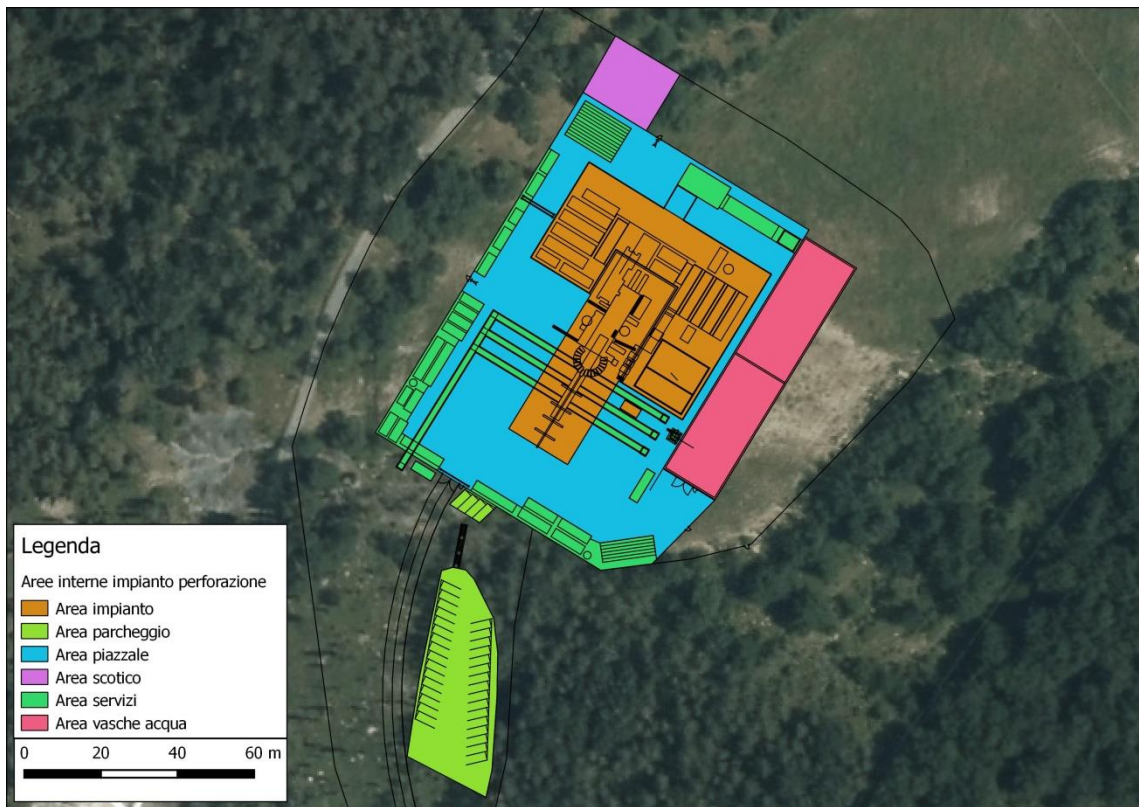 Legenda
Aree interne impianto perforazione
Area impianto
Area parcheggio
Area piazzale
Area scotico
Area servizi
Area vasche acqua
0 20 40 60 m